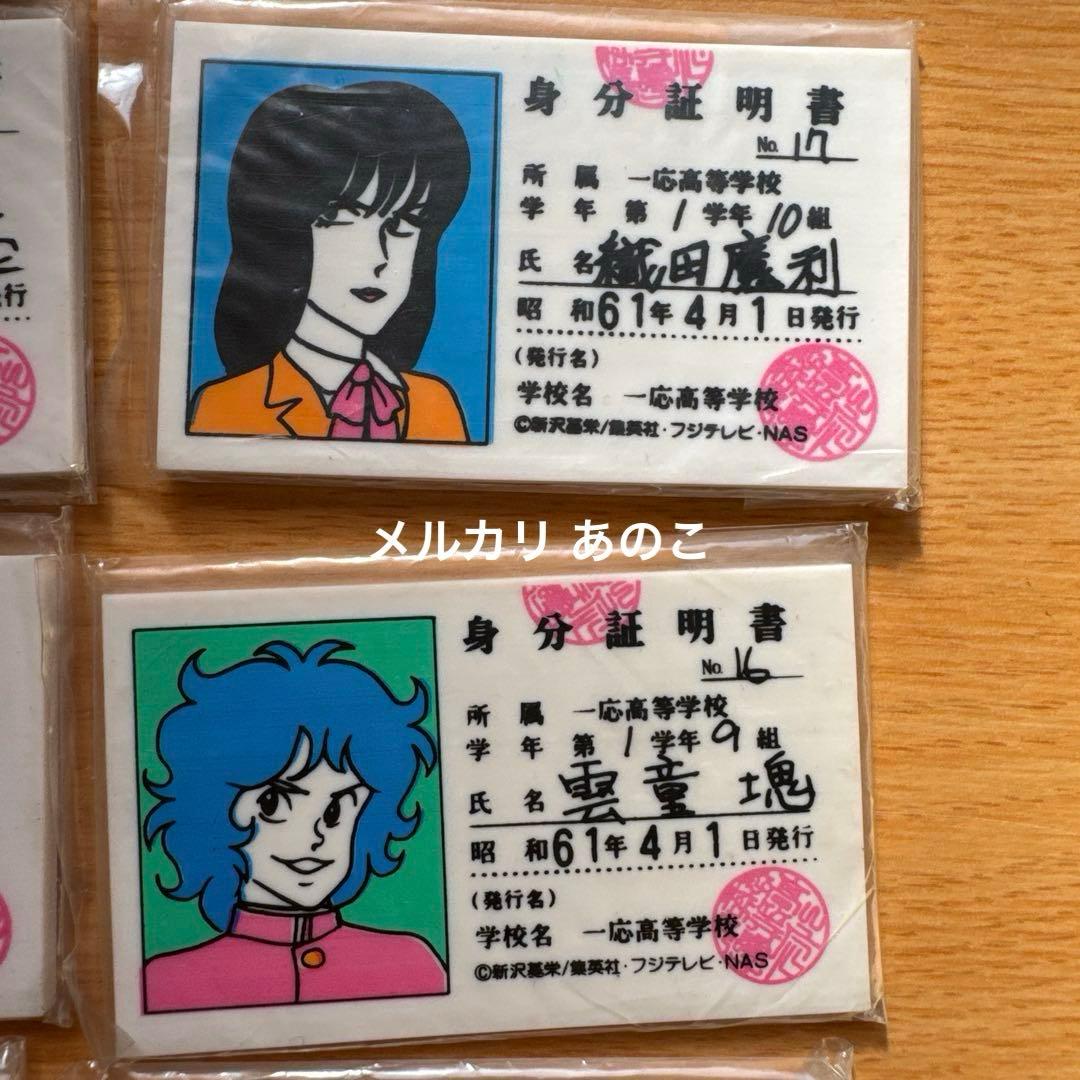 身分証明書
No. 17
所属 一応高等学校
学年 第1学年10組
氏名 織田廣利
昭和61年4月1日発行
(発行名)
学校名 一応高等学校
©新沢基栄/集英社・フジテレビ・NAS
行
メルカリ あのこ
身分証明書
No. 16
所属 一応高等学校
学年 第1学年9組
氏名 雲童塊
昭和61年4月1日発行
(発行名)
学校名 一応高等学校
©新沢基栄/集英社・フジテレビ・NAS